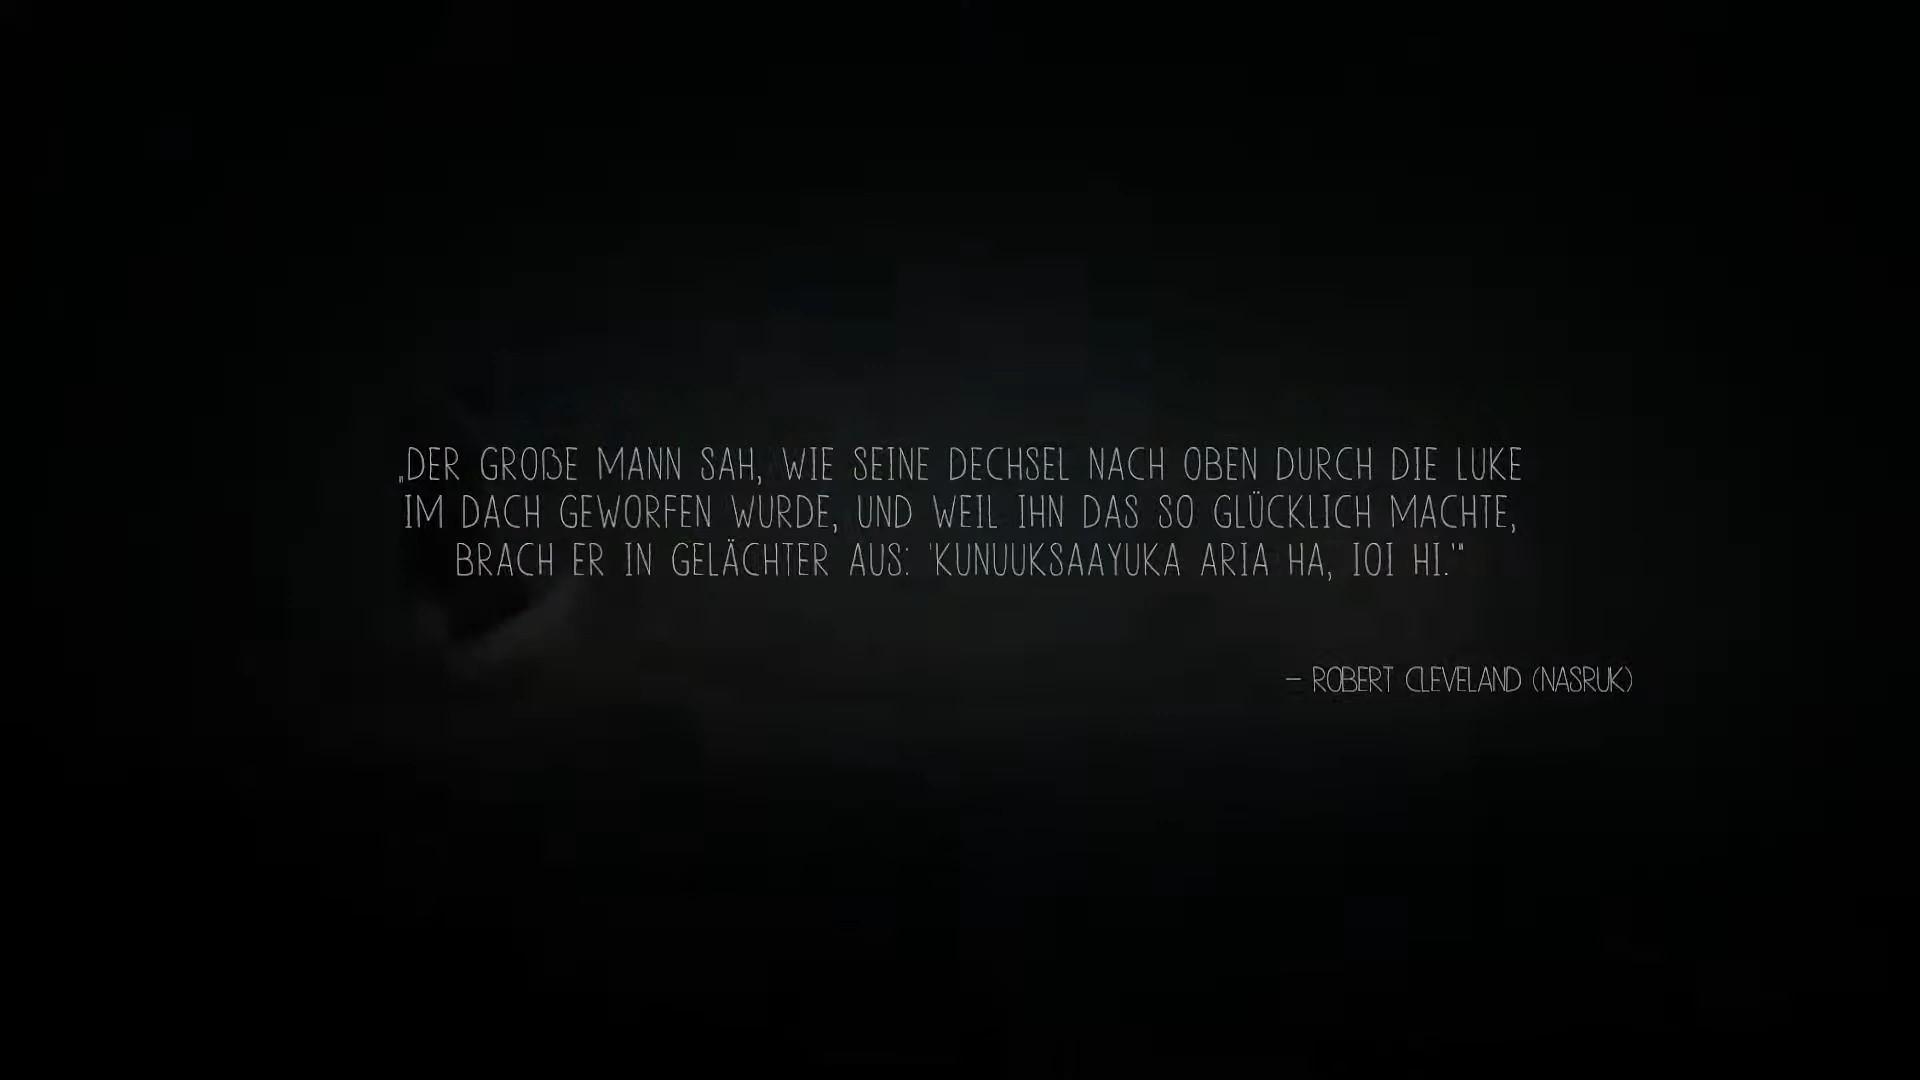 „DER GROßE MANN SAH, WIE SEINE DECHSEL NACH OBEN DURCH DIE LUKE
IM DACH GEWORFEN WURDE, UND WEIL IHN DAS SO GLÜCKLICH MACHTE,
BRACH ER IN GELÄCHTER AUS: 'KUNUUKSAAYUKA ARIA HA, IOI HI.'"
– ROBERT CLEVELAND (NASRUK)